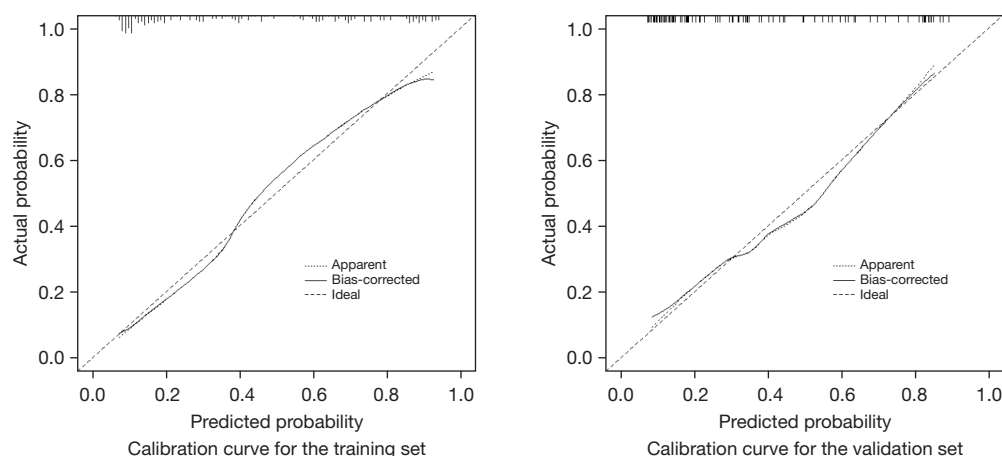 1.0
0.8
0.6
0.4
0.2
0.0
Actual probability
Apparent
Bias-corrected
Ideal
0.0 0.2 0.4 0.6 0.8 1.0
Predicted probability
Calibration curve for the training set
1.0
0.8
0.6
0.4
0.2
0.0
Actual probability
Apparent
Bias-corrected
Ideal
0.0 0.2 0.4 0.6 0.8 1.0
Predicted probability
Calibration curve for the validation set